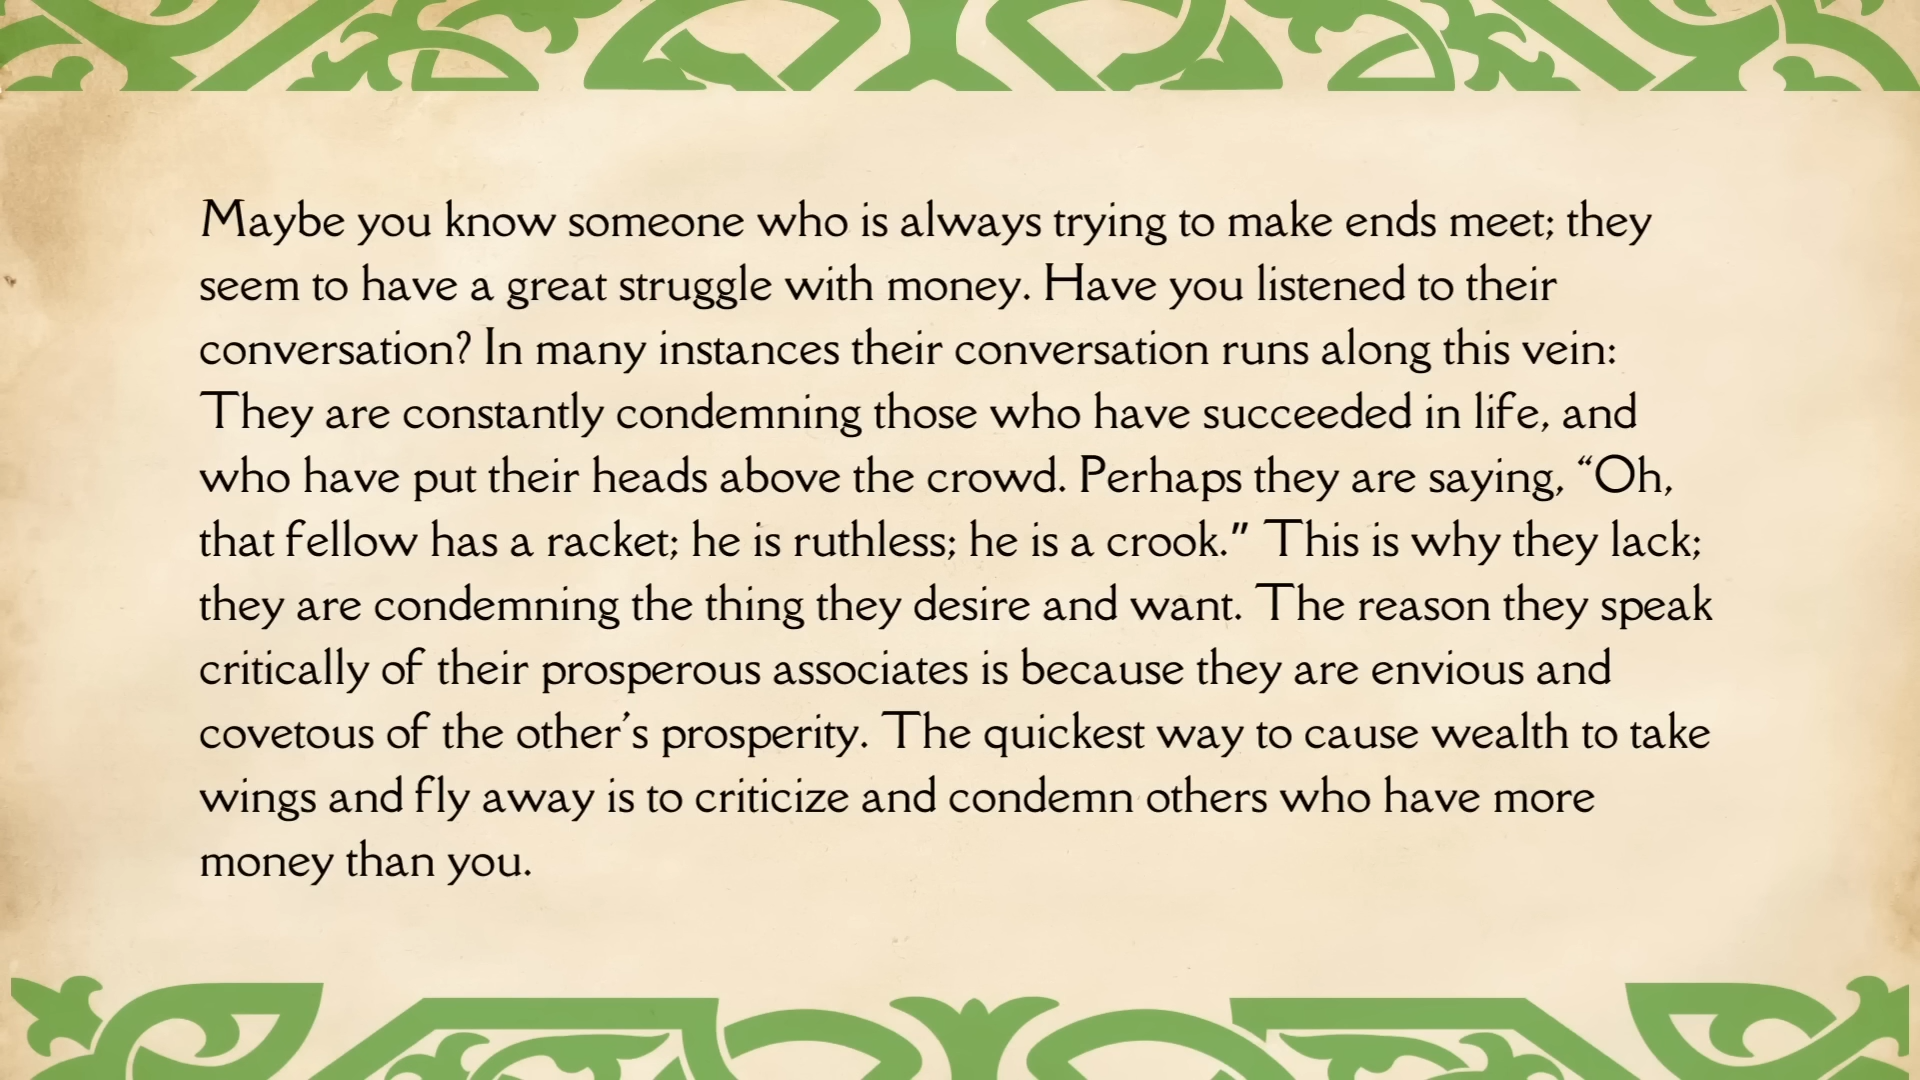 Maybe you know someone who is always trying to make ends meet; they
seem to have a great struggle with money. Have you listened to their
conversation? In many instances their conversation runs along this vein:
They are constantly condemning those who have succeeded in life, and
who have put their heads above the crowd. Perhaps they are saying, “Oh,
that fellow has a racket; he is ruthless; he is a crook." This is why they lack;
they are condemning the thing they desire and want. The reason they speak
critically of their prosperous associates is because they are envious and
covetous of the other’s prosperity. The quickest way to cause wealth to take
wings and fly away is to criticize and condemn others who have more
money than you.